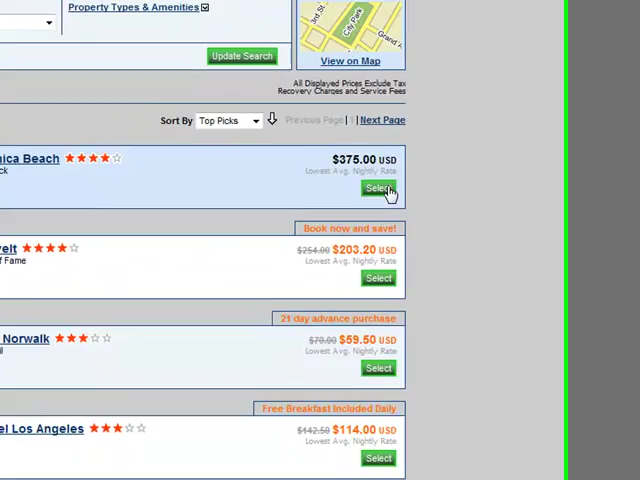 Property Types & Amenities
3rd St.
City Park
Grand A
Update Search
View on Map
All Displayed Prices Exclude Tax
Recovery Charges and Service Fees
Sort By Top Picks Previous Page | 1 | Next Page
nica Beach $375.00 USD
ck Lowest Avg. Nightly Rate
Select
Book now and save!
velt $254.00 $203.20 USD
f Fame Lowest Avg. Nightly Rate
Select
21 day advance purchase
Norwalk $70.00 $59.50 USD
Lowest Avg. Nightly Rate
Select
Free Breakfast Included Daily
el Los Angeles $142.50 $114.00 USD
Lowest Avg. Nightly Rate
Select